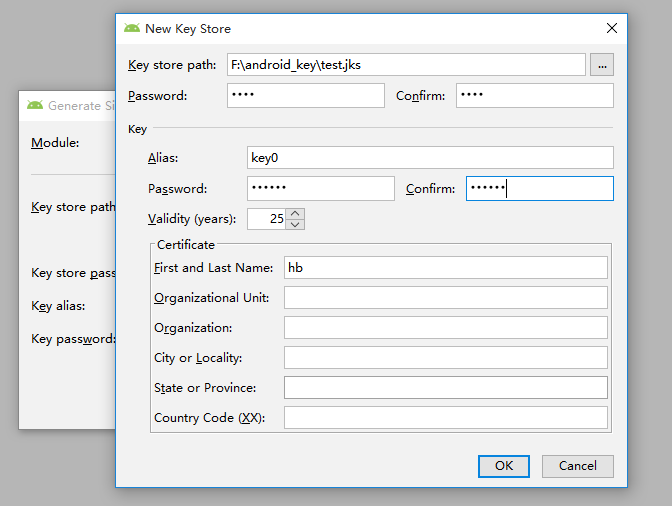 New Key Store
Key store path: F:\android_key\test.jks ...
Password: •••• Confirm: ••••
Key
Alias: key0
Password: •••••• Confirm: ••••••
Validity (years): 25
Certificate
First and Last Name: hb
Organizational Unit:
Organization:
City or Locality:
State or Province:
Country Code (XX):
OK Cancel
Generate Si
Module:
Key store path
Key store pass
Key alias:
Key password: